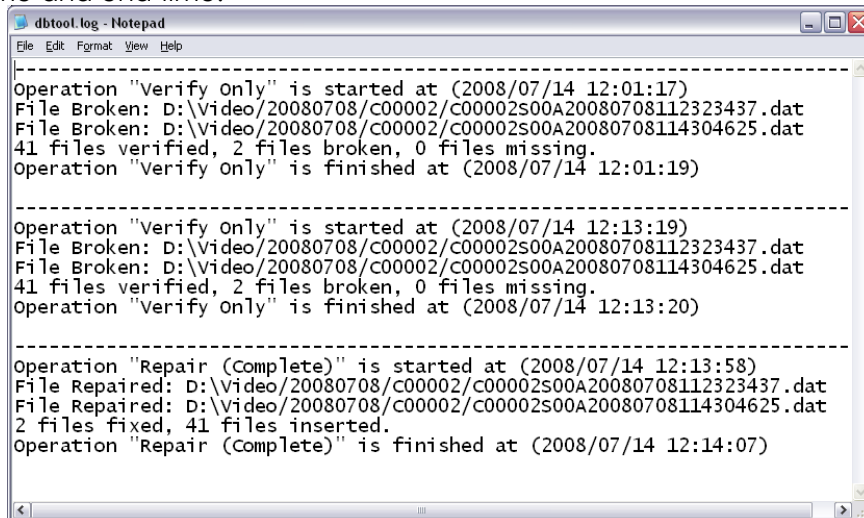 and end time.
dbtool.log - Notepad
File Edit Format View Help
--------------------------------------------------------------------------------
Operation "Verify Only" is started at (2008/07/14 12:01:17)
File Broken: D:\Video/20080708/C00002/C00002S00A20080708112323437.dat
File Broken: D:\Video/20080708/C00002/C00002S00A20080708114304625.dat
41 files verified, 2 files broken, 0 files missing.
Operation "Verify Only" is finished at (2008/07/14 12:01:19)
--------------------------------------------------------------------------------
Operation "Verify Only" is started at (2008/07/14 12:13:19)
File Broken: D:\Video/20080708/C00002/C00002S00A20080708112323437.dat
File Broken: D:\Video/20080708/C00002/C00002S00A20080708114304625.dat
41 files verified, 2 files broken, 0 files missing.
Operation "Verify Only" is finished at (2008/07/14 12:13:20)
--------------------------------------------------------------------------------
Operation "Repair (Complete)" is started at (2008/07/14 12:13:58)
File Repaired: D:\Video/20080708/C00002/C00002S00A20080708112323437.dat
File Repaired: D:\Video/20080708/C00002/C00002S00A20080708114304625.dat
2 files fixed, 41 files inserted.
Operation "Repair (Complete)" is finished at (2008/07/14 12:14:07)